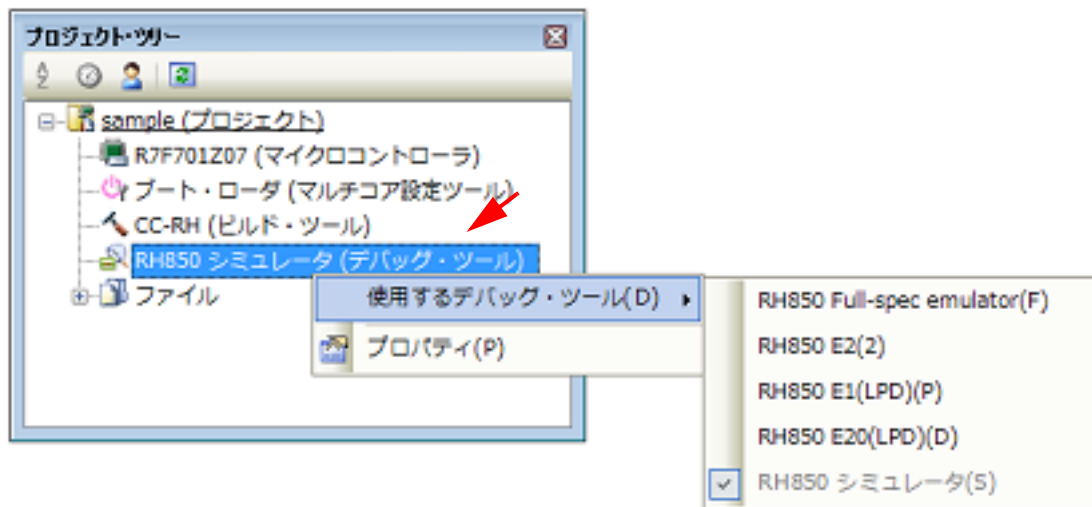 プロジェクト・ツリー
sample (プロジェクト)
R7F701Z07 (マイクロコントローラ)
ブート・ローダ (マルチコア設定ツール)
CC-RH (ビルド・ツール)
RH850 シミュレータ (デバッグ・ツール)
ファイル
使用するデバッグ・ツール(D)
プロパティ(P)
RH850 Full-spec emulator(F)
RH850 E2(2)
RH850 E1(LPD)(P)
RH850 E20(LPD)(D)
RH850 シミュレータ(S)